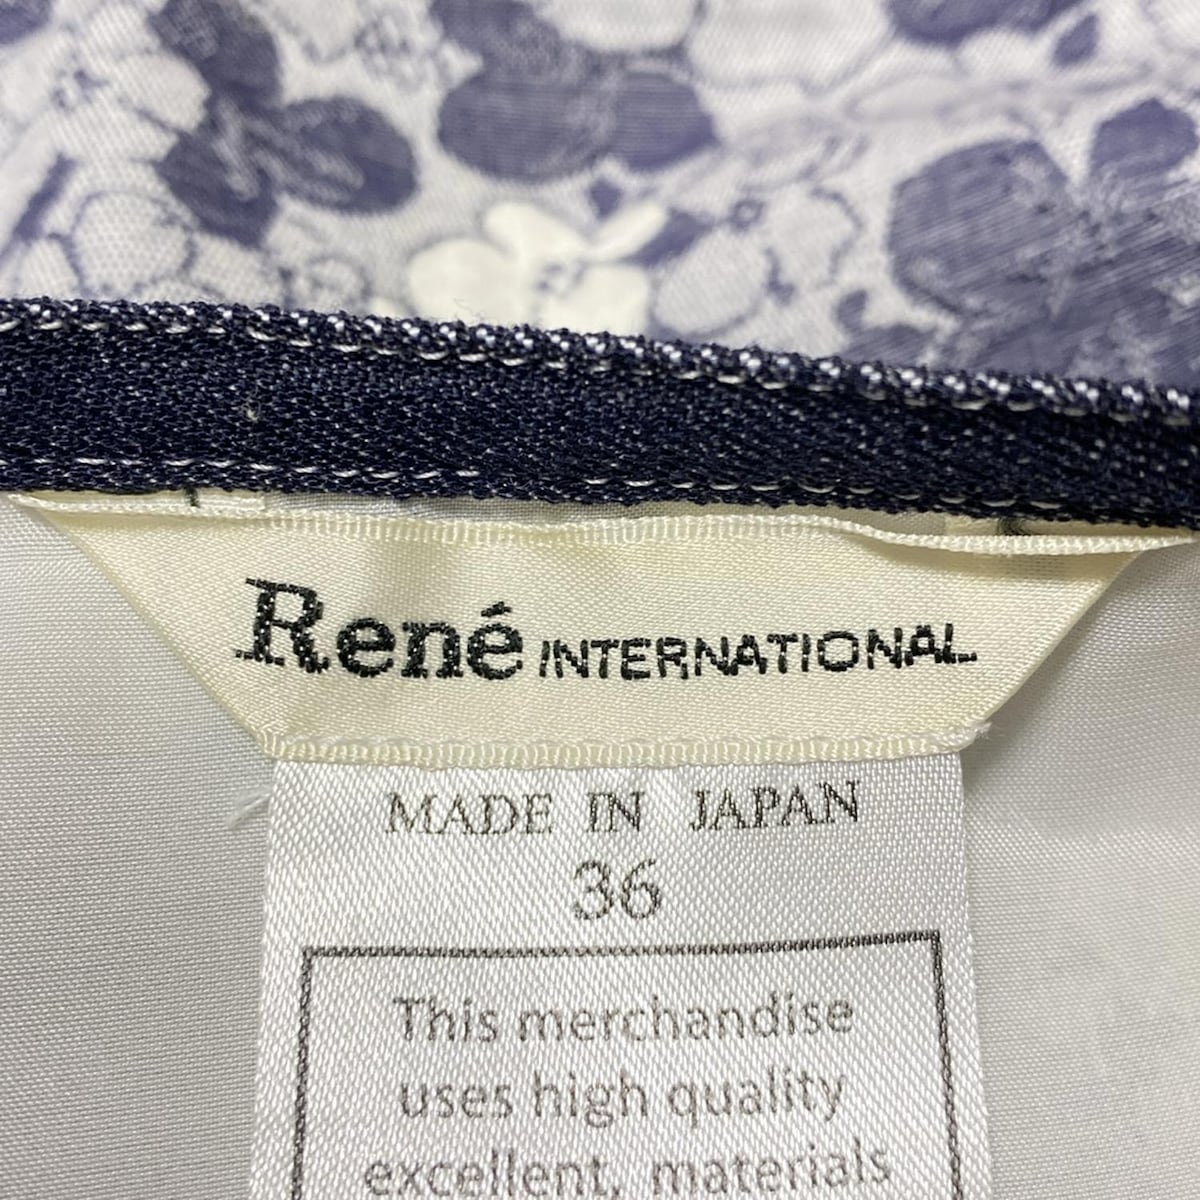 René INTERNATIONAL
MADE IN JAPAN
36
This merchandise
uses high quality
excellent, materials